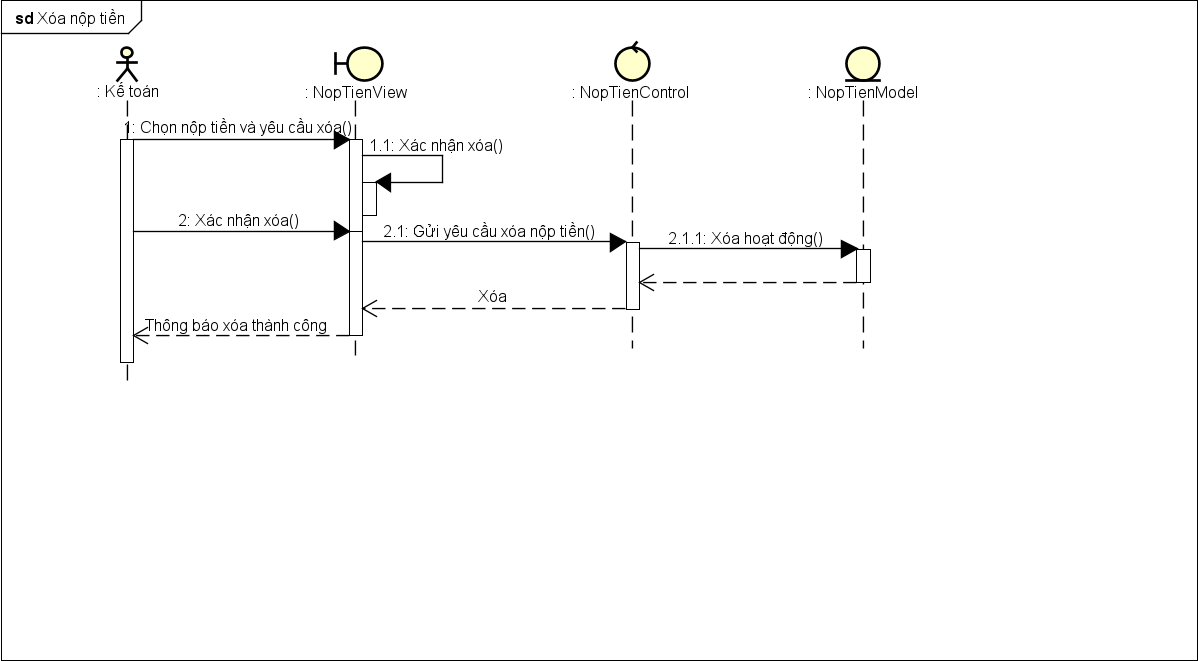 sd Xóa nộp tiền
: Kế toán
: NopTienView
: NopTienControl
: NopTienModel
1: Chọn nộp tiền và yêu cầu xóa()
1.1: Xác nhận xóa()
2: Xác nhận xóa()
2.1: Gửi yêu cầu xóa nộp tiền()
2.1.1: Xóa hoạt động()
Xóa
Thông báo xóa thành công